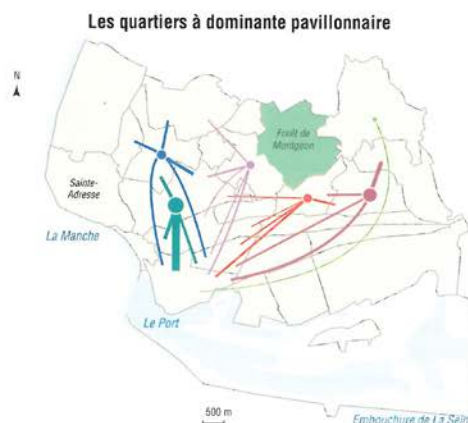 Les quartiers à dominante pavillonnaire
N
Forêt de
Montgeon
Sainte-
Adresse
La Manche
Le Port
500 m
Embouchure de La Seine